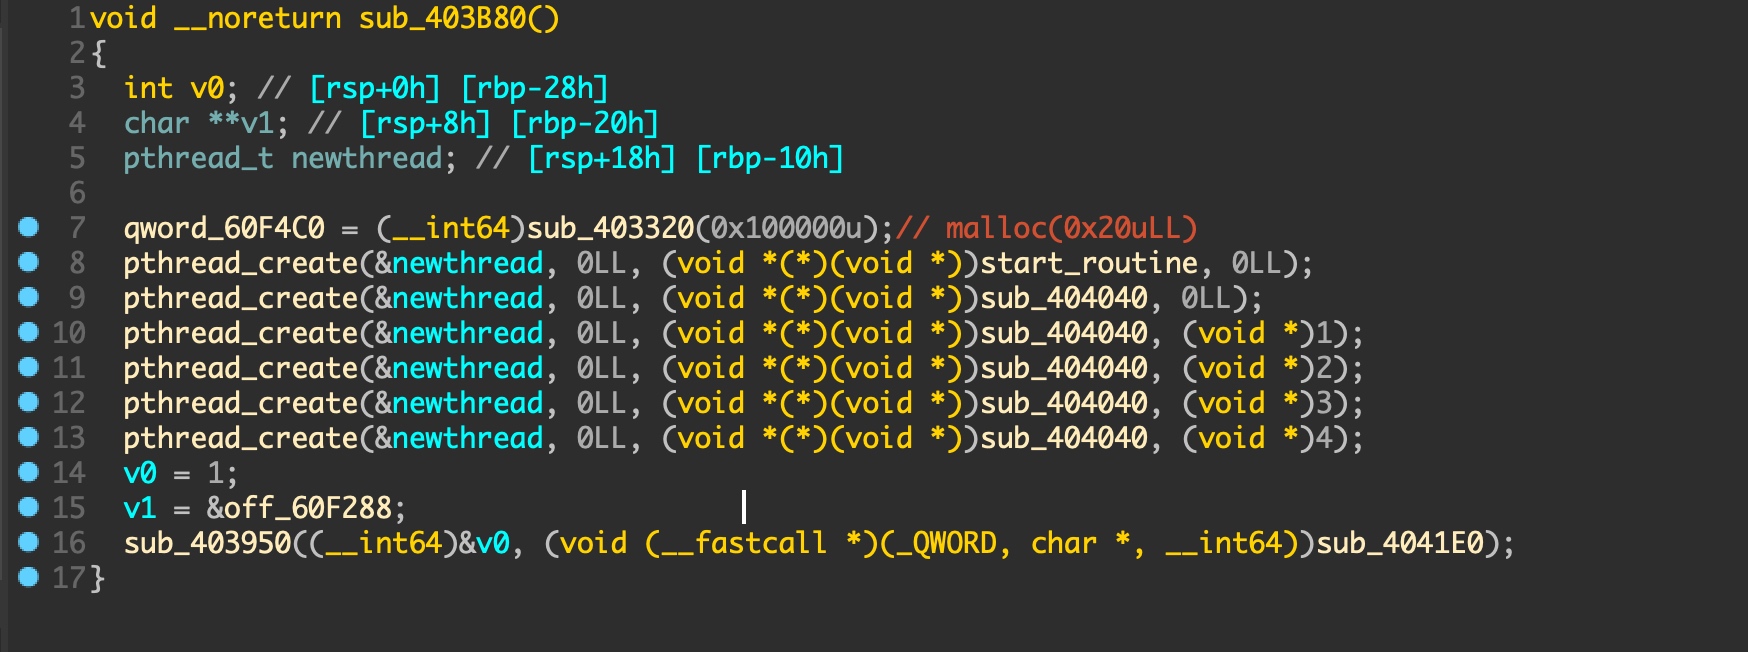 1 void __noreturn sub_403B80()
2 {
3 int v0; // [rsp+0h] [rbp-28h]
4 char **v1; // [rsp+8h] [rbp-20h]
5 pthread_t newthread; // [rsp+18h] [rbp-10h]
6
7 qword_60F4C0 = (__int64)sub_403320(0x100000u);// malloc(0x20uLL)
8 pthread_create(&newthread, 0LL, (void *(*)(void *))start_routine, 0LL);
9 pthread_create(&newthread, 0LL, (void *(*)(void *))sub_404040, 0LL);
10 pthread_create(&newthread, 0LL, (void *(*)(void *))sub_404040, (void *)1);
11 pthread_create(&newthread, 0LL, (void *(*)(void *))sub_404040, (void *)2);
12 pthread_create(&newthread, 0LL, (void *(*)(void *))sub_404040, (void *)3);
13 pthread_create(&newthread, 0LL, (void *(*)(void *))sub_404040, (void *)4);
14 v0 = 1;
15 v1 = &off_60F288;
16 sub_403950((__int64)&v0, (void (__fastcall *)(_QWORD, char *, __int64))sub_4041E0);
17 }